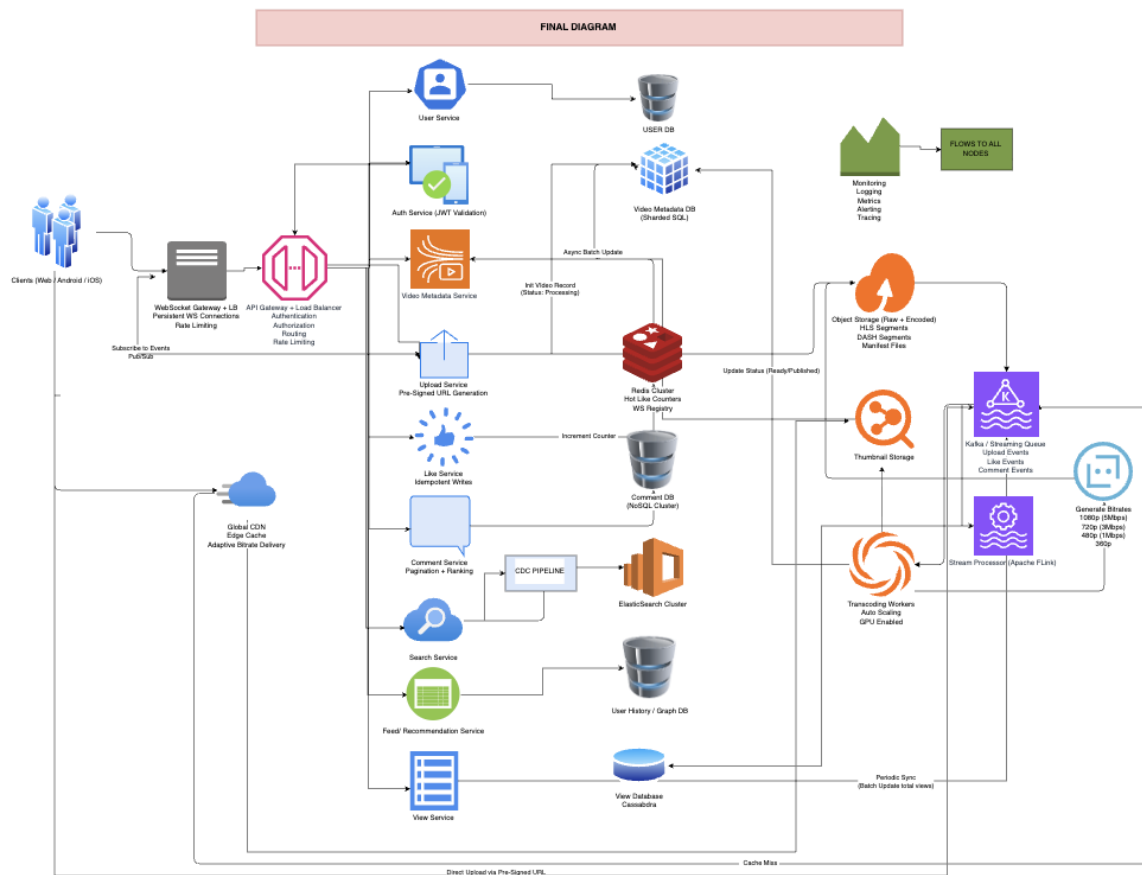 FINAL DIAGRAM
User Service
USER DB
FLOWS TO ALL
NODES
Monitoring
Logging
Metrics
Alerting
Tracing
Auth Service (JWT Validation)
Video Metadata DB
(Sharded SQL)
Clients (Web / Android / iOS)
WebSocket Gateway + LB
Persistent WS Connections
Rate Limiting
API Gateway + Load Balancer
Authentication
Authorization
Routing
Rate Limiting
Video Metadata Service
Async Batch Update
Init Video Record
(Status: Processing)
Object Storage (Raw + Encoded)
HLS Segments
DASH Segments
Manifest Files
Subscribe to Events
Pub/Sub
Upload Service
Pre-Signed URL Generation
Update Status (Ready/Published)
Redis Cluster
Hot Like Counters
WS Registry
Kafka / Streaming Queue
Upload Events
Like Events
Comment Events
Thumbnail Storage
Increment Counter
Like Service
Idempotent Writes
Comment DB
(NoSQL Cluster)
Generate Bitrates
1080p (5Mbps)
720p (3Mbps)
480p (1Mbps)
360p
Global CDN
Edge Cache
Adaptive Bitrate Delivery
Comment Service
Pagination + Ranking
CDC PIPELINE
ElasticSearch Cluster
Stream Processor (Apache FLink)
Transcoding Workers
Auto Scaling
GPU Enabled
Search Service
User History / Graph DB
Feed/ Recommendation Service
View Database
Cassabdra
Periodic Sync
(Batch Update total views)
View Service
Cache Miss
Direct Upload via Pre-Signed URL